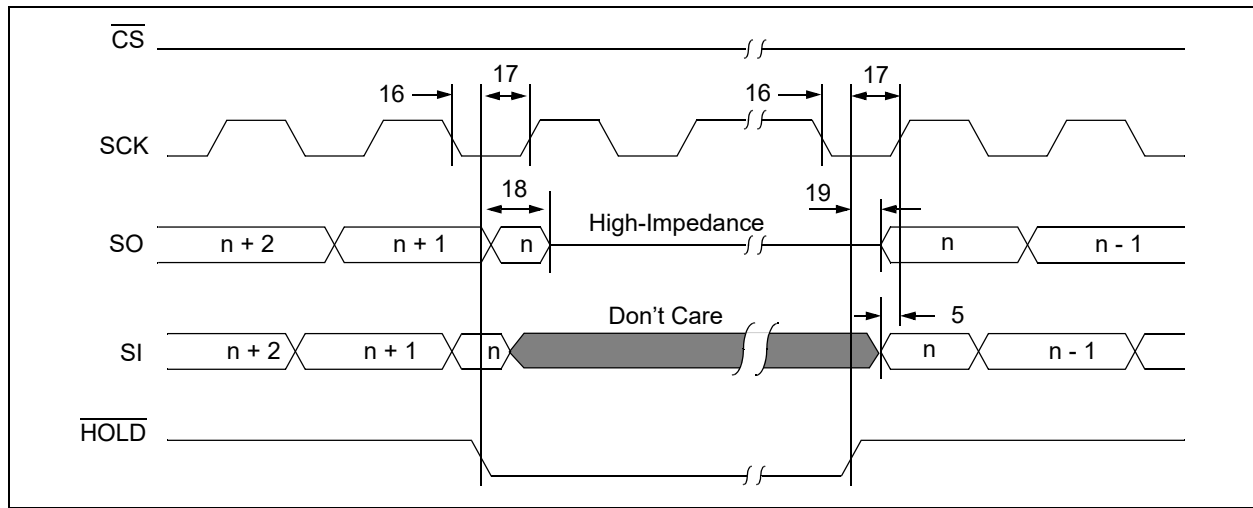 CS
17
17
16
16
SCK
18
19
High-Impedance
SO
n + 2
n + 1
n
n
n - 1
Don't Care
5
SI
n + 2
n + 1
n
n
n - 1
HOLD